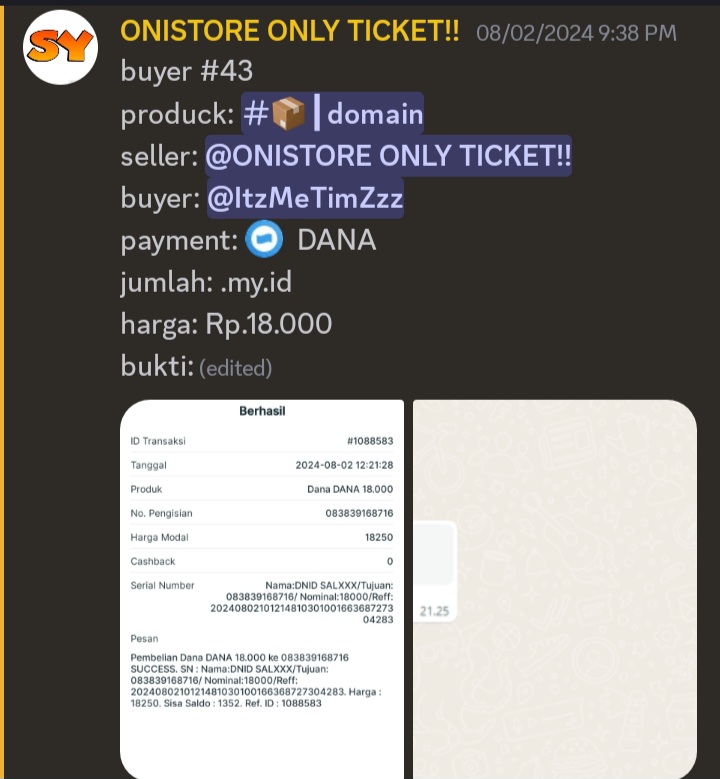 SY
ONISTORE ONLY TICKET!! 08/02/2024 9:38 PM
buyer #43
produck: #📦┃domain
seller: @ONISTORE ONLY TICKET!!
buyer: @ItzMeTimZzz
payment: DANA
jumlah: .my.id
harga: Rp.18.000
bukti: (edited)
Berhasil
ID Transaksi #1088583
Tanggal 2024-08-02 12:21:28
Produk Dana DANA 18.000
No. Pengisian 083839168716
Harga Modal 18250
Cashback 0
Serial Number Nama:DNID SALXXX/Tujuan:
083839168716/ Nominal:18000/Reff:
20240802101214810301001663687273
04283
Pesan
Pembelian Dana DANA 18.000 ke 083839168716
SUCCESS. SN : Nama:DNID SALXXX/Tujuan:
083839168716/ Nominal:18000/Reff:
2024080210121481030100166368727304283. Harga :
18250. Sisa Saldo : 1352. Ref. ID : 1088583
21.25